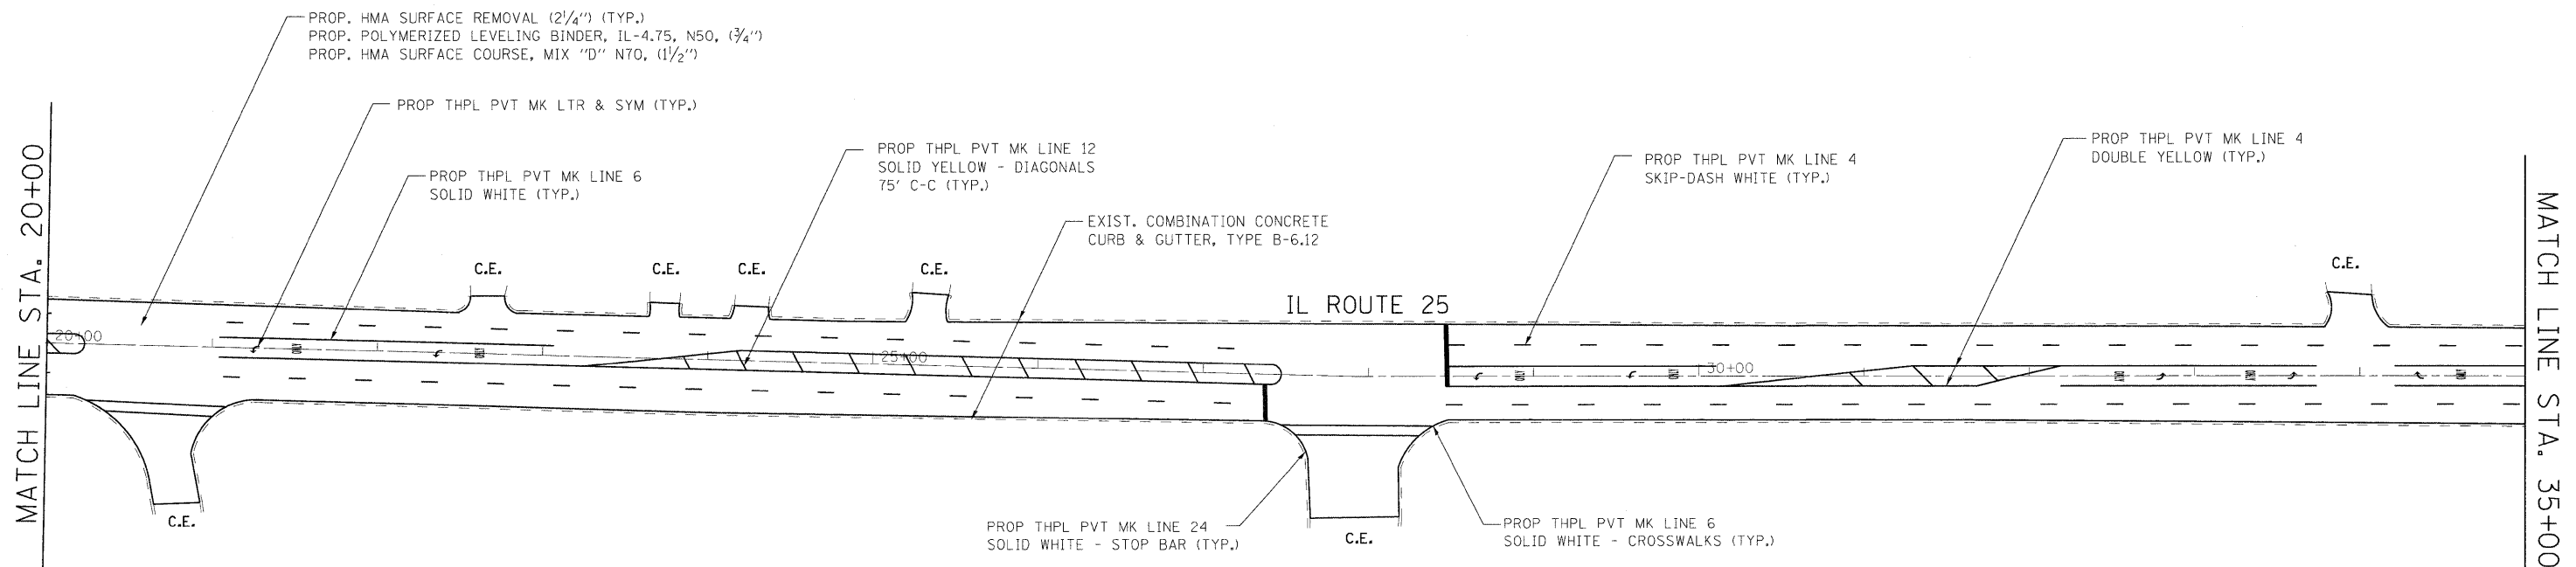 PROP. HMA SURFACE REMOVAL (2¼") (TYP.)
PROP. POLYMERIZED LEVELING BINDER, IL-4.75, N50, (¾")
PROP. HMA SURFACE COURSE, MIX "D" N70, (1½")
PROP THPL PVT MK LTR & SYM (TYP.)
PROP THPL PVT MK LINE 6
SOLID WHITE (TYP.)
PROP THPL PVT MK LINE 12
SOLID YELLOW - DIAGONALS
75' C-C (TYP.)
EXIST. COMBINATION CONCRETE
CURB & GUTTER, TYPE B-6.12
PROP THPL PVT MK LINE 4
SKIP-DASH WHITE (TYP.)
PROP THPL PVT MK LINE 4
DOUBLE YELLOW (TYP.)
MATCH LINE STA. 20+00
MATCH LINE STA. 35+00
C.E.
C.E.
C.E.
C.E.
C.E.
IL ROUTE 25
20+00
25+00
30+00
C.E.
C.E.
PROP THPL PVT MK LINE 24
SOLID WHITE - STOP BAR (TYP.)
PROP THPL PVT MK LINE 6
SOLID WHITE - CROSSWALKS (TYP.)